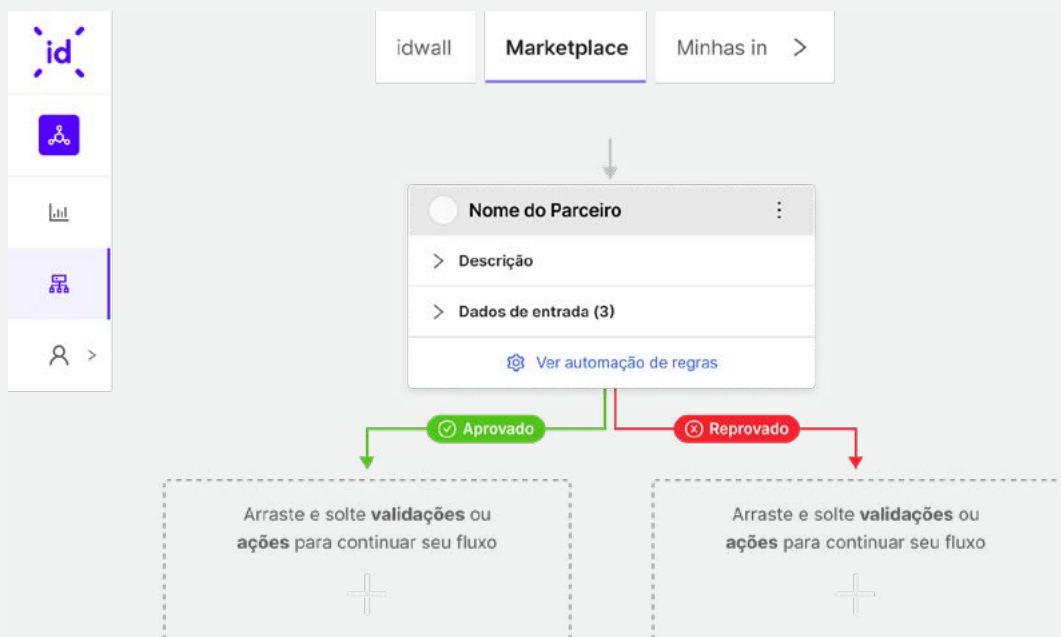 id
idwall
Marketplace
Minhas in
Nome do Parceiro
Descrição
Dados de entrada (3)
Ver automação de regras
Aprovado
Reprovado
Arraste e solte validações ou
ações para continuar seu fluxo
Arraste e solte validações ou
ações para continuar seu fluxo